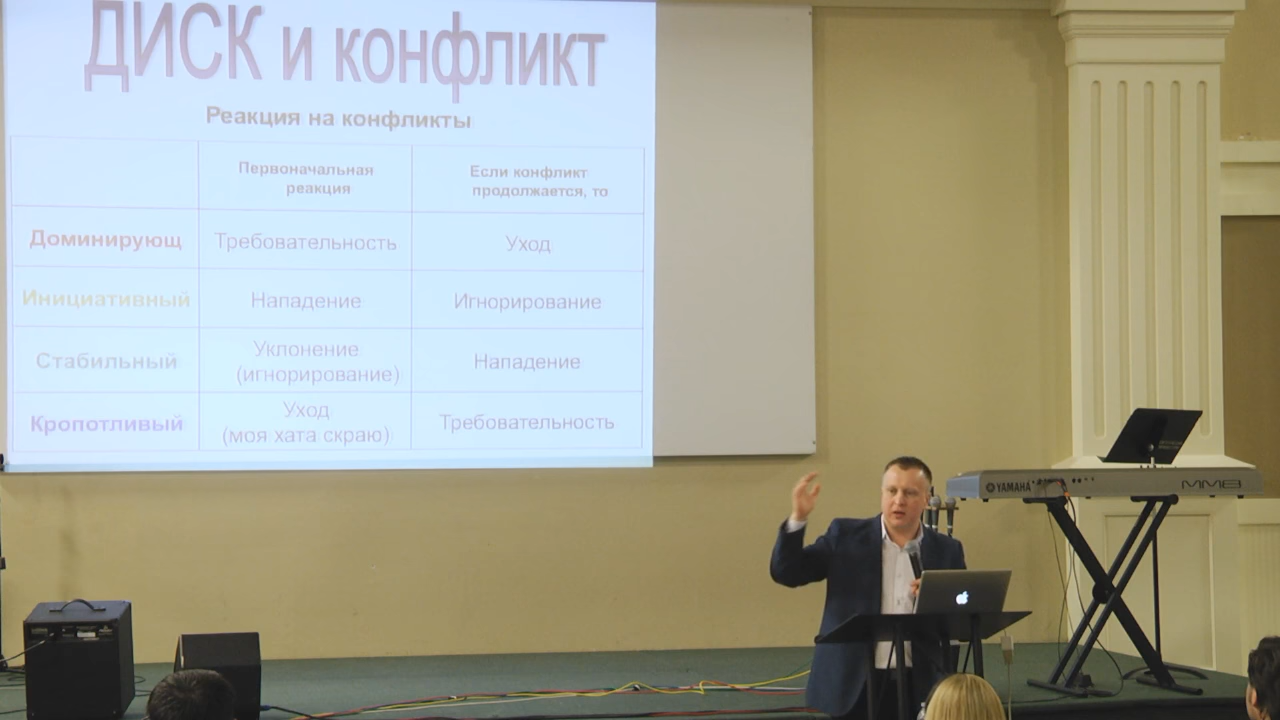 ДИСК и конфликт
Реакция на конфликты
Первоначальная
реакция
Если конфликт
продолжается, то
Доминирующ
Требовательность
Уход
Инициативный
Нападение
Игнорирование
Стабильный
Уклонение
(игнорирование)
Нападение
Кропотливый
Уход
(моя хата скраю)
Требовательность
YAMAHA
MM8